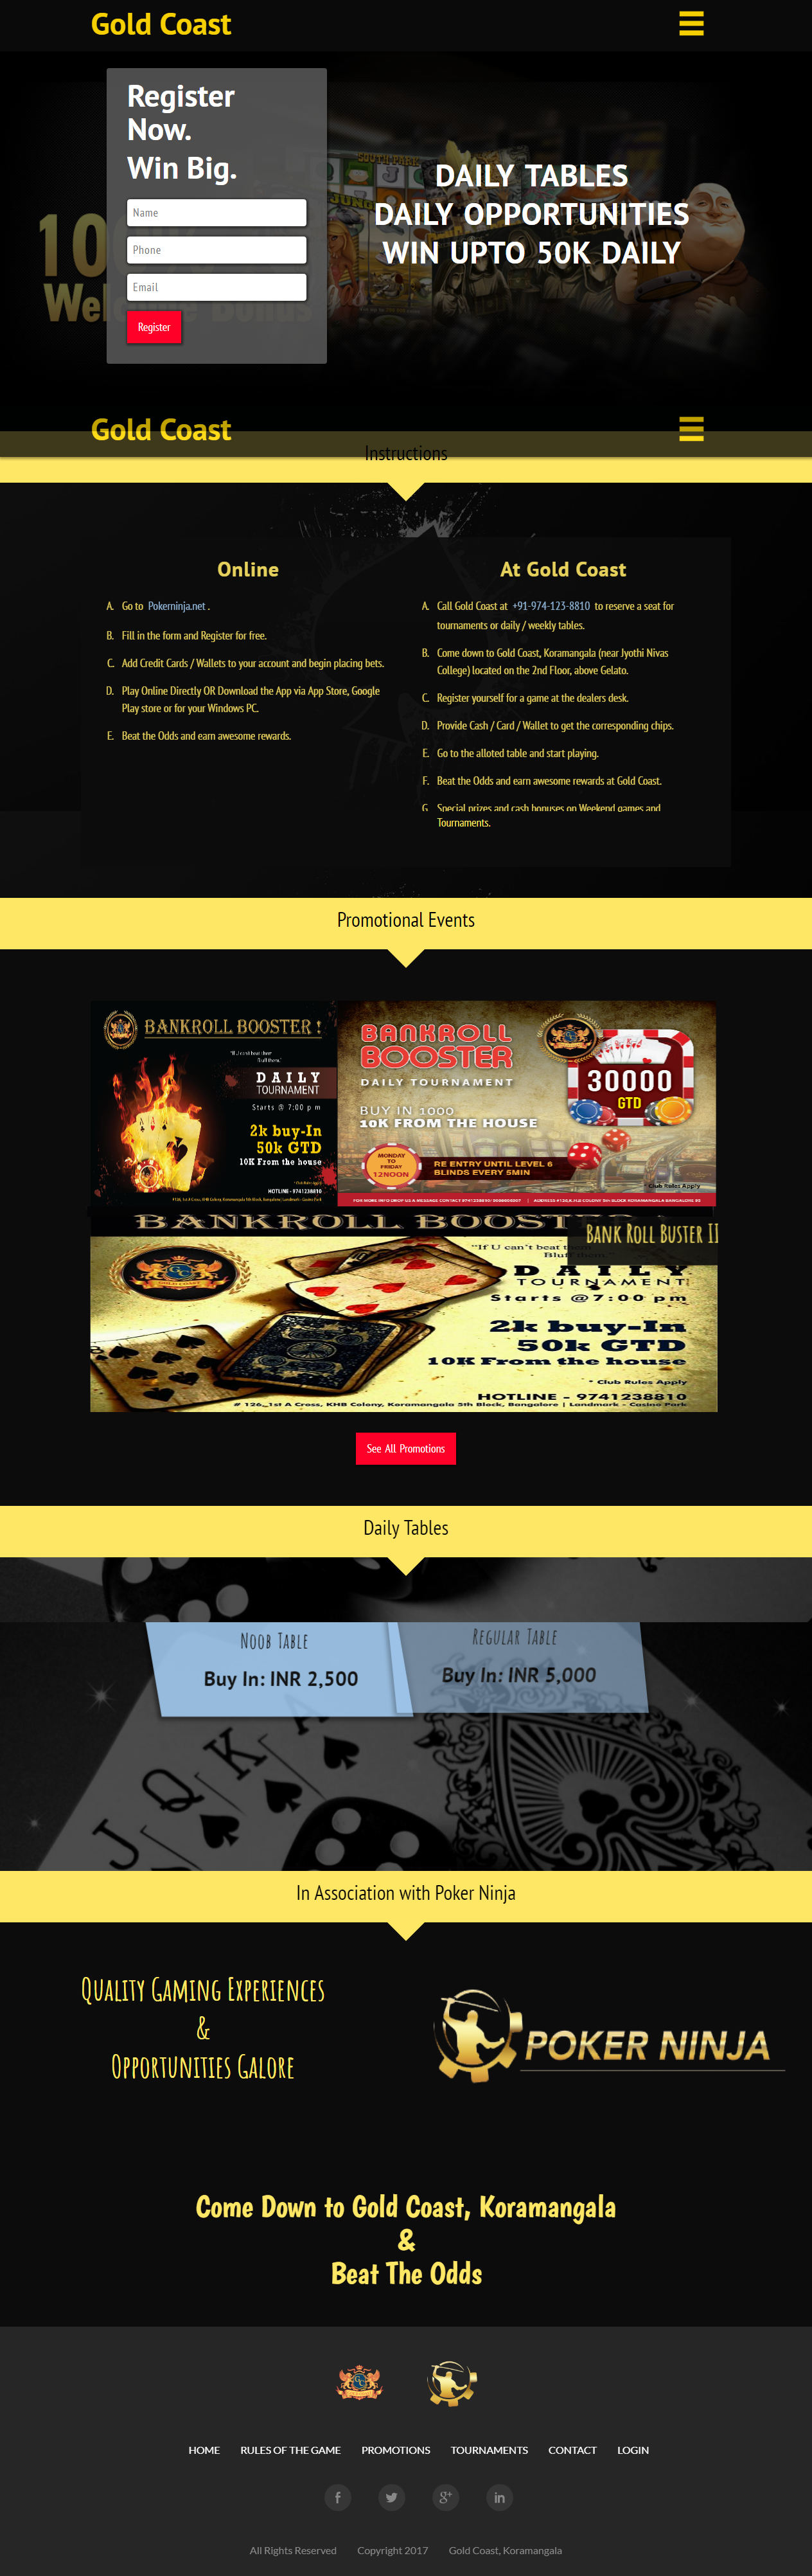 Gold Coast
Register
Now.
Win Big.
Name
Phone
Email
Register
DAILY TABLES
DAILY OPPORTUNITIES
WIN UPTO 50K DAILY
Gold Coast
Instructions
Online
A. Go to Pokerninja.net .
B. Fill in the form and Register for free.
C. Add Credit Cards / Wallets to your account and begin placing bets.
D. Play Online Directly OR Download the App via App Store, Google
Play store or for your Windows PC.
E. Beat the Odds and earn awesome rewards.
At Gold Coast
A. Call Gold Coast at +91-974-123-8810 to reserve a seat for
tournaments or daily / weekly tables.
B. Come down to Gold Coast, Koramangala (near Jyothi Nivas
College) located on the 2nd Floor, above Gelato.
C. Register yourself for a game at the dealers desk.
D. Provide Cash / Card / Wallet to get the corresponding chips.
E. Go to the alloted table and start playing.
F. Beat the Odds and earn awesome rewards at Gold Coast.
G. Special prizes and cash bonuses on Weekend games and
Tournaments.
Promotional Events
BANKROLL BOOSTER !
DAILY
TOURNAMENT
Starts @ 7:00 p m
2k buy-In
50k GTD
10K From the house
HOTLINE - 9741238810
BANKROLL
BOOSTER
DAILY TOURNAMENT
BUY IN 1000
10K FROM THE HOUSE
30000
GTD
MONDAY
TO
FRIDAY
12NOON
RE ENTRY UNTIL LEVEL 6
BLINDS EVERY 5MIN
Club Rules Apply
BANKROLL BOOST
BANK ROLL BUSTER II
"If U can't beat them
Bluff them."
DAILY
TOURNAMENT
Starts @7:00 pm
2k buy-In
50k GTD
10K From the house
* Club Rules Apply
HOTLINE - 9741238810
# 126, 1st A Cross, KHB Colony, Koramangala 5th Block, Bangalore | Landmark - Casino Park
See All Promotions
Daily Tables
Noob Table
Buy In: INR 2,500
Regular Table
Buy In: INR 5,000
In Association with Poker Ninja
Quality Gaming Experiences
&
Opportunities Galore
POKER NINJA
Come Down to Gold Coast, Koramangala
&
Beat The Odds
HOME RULES OF THE GAME PROMOTIONS TOURNAMENTS CONTACT LOGIN
All Rights Reserved Copyright 2017 Gold Coast, Koramangala